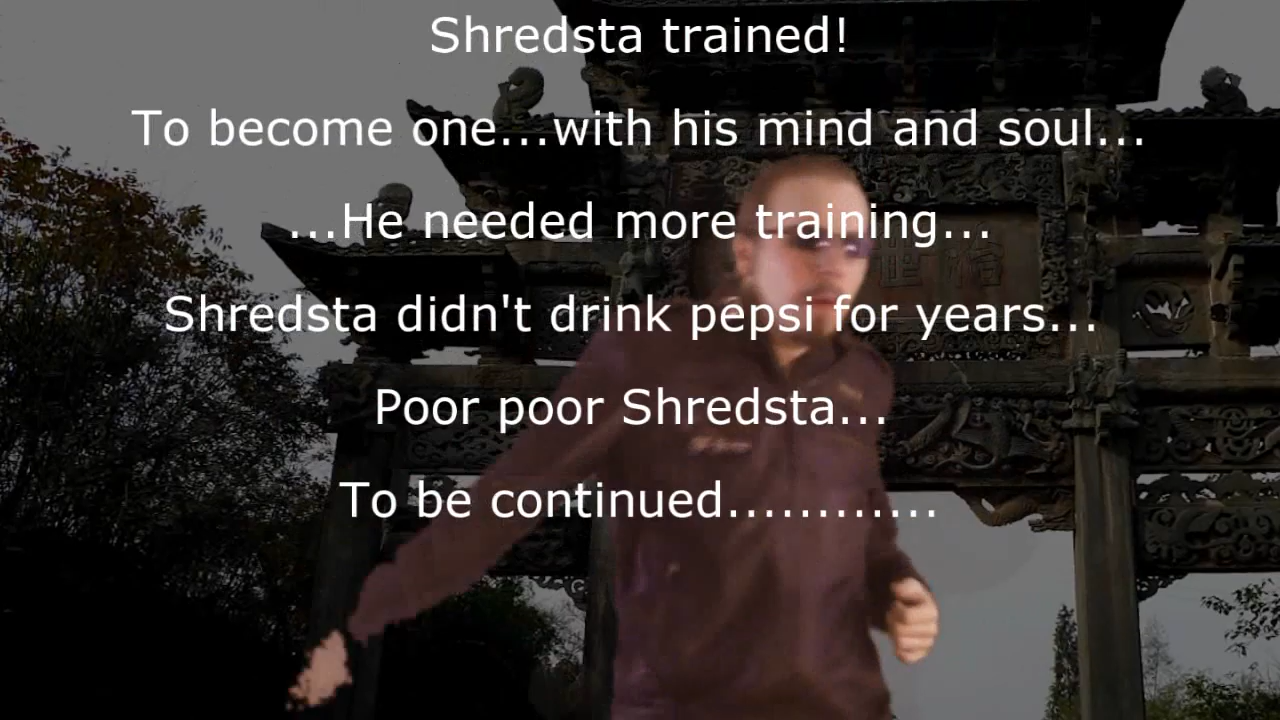 Shredsta trained!
To become one...with his mind and soul...
...He needed more training...
Shredsta didn't drink pepsi for years...
Poor poor Shredsta...
To be continued............